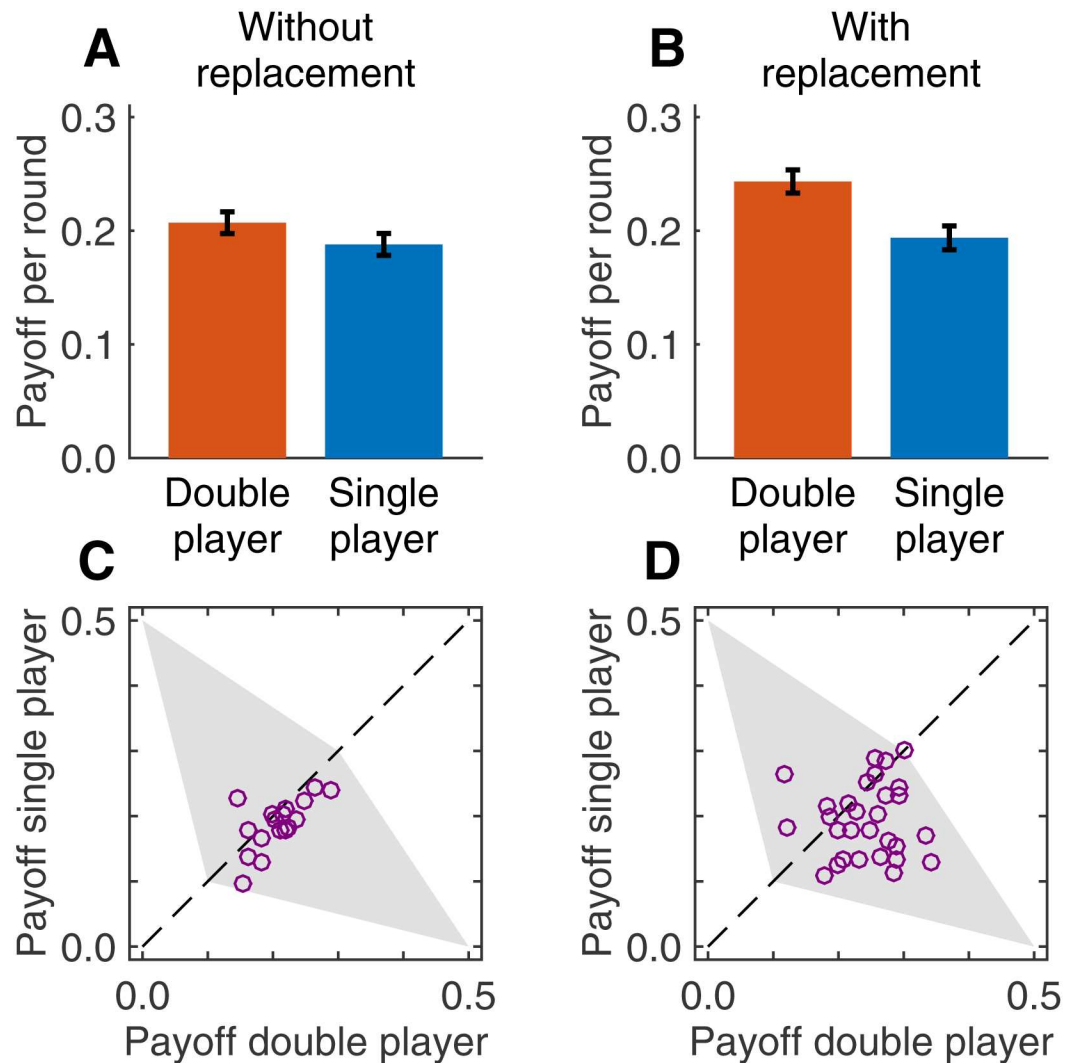 A
Without
replacement
Payoff per round
0.3
0.2
0.1
0.0
Double
player
Single
player
B
With
replacement
Payoff per round
0.3
0.2
0.1
0.0
Double
player
Single
player
C
Payoff single player
0.5
0.0
0.0
0.5
Payoff double player
D
Payoff single player
0.5
0.0
0.0
0.5
Payoff double player